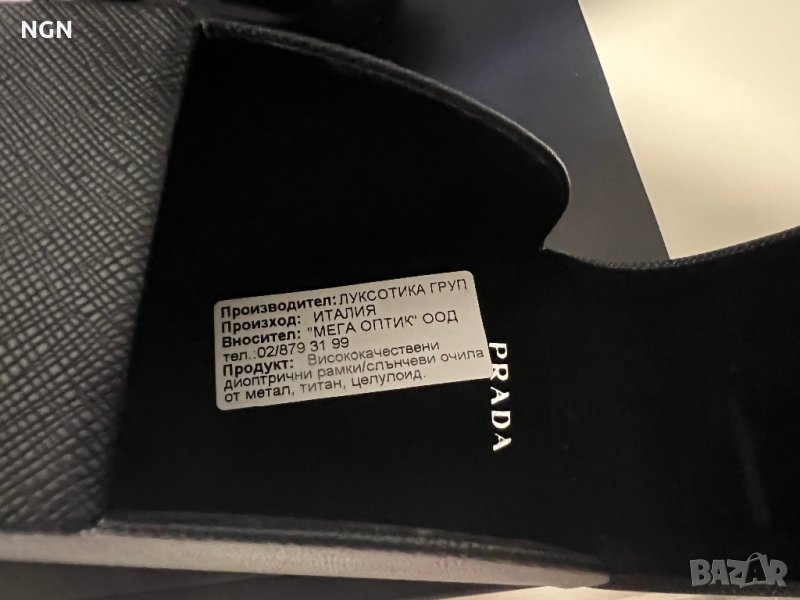 NGN
Производител: ЛУКСОТИКА ГРУП
Произход: ИТАЛИЯ
Вносител: "МЕГА ОПТИК" ООД
тел.:02/879 31 99
Продукт: Висококачествени
диоптрични рамки/слънчеви очила
от метал, титан, целулоид.
PRADA
BAZAR